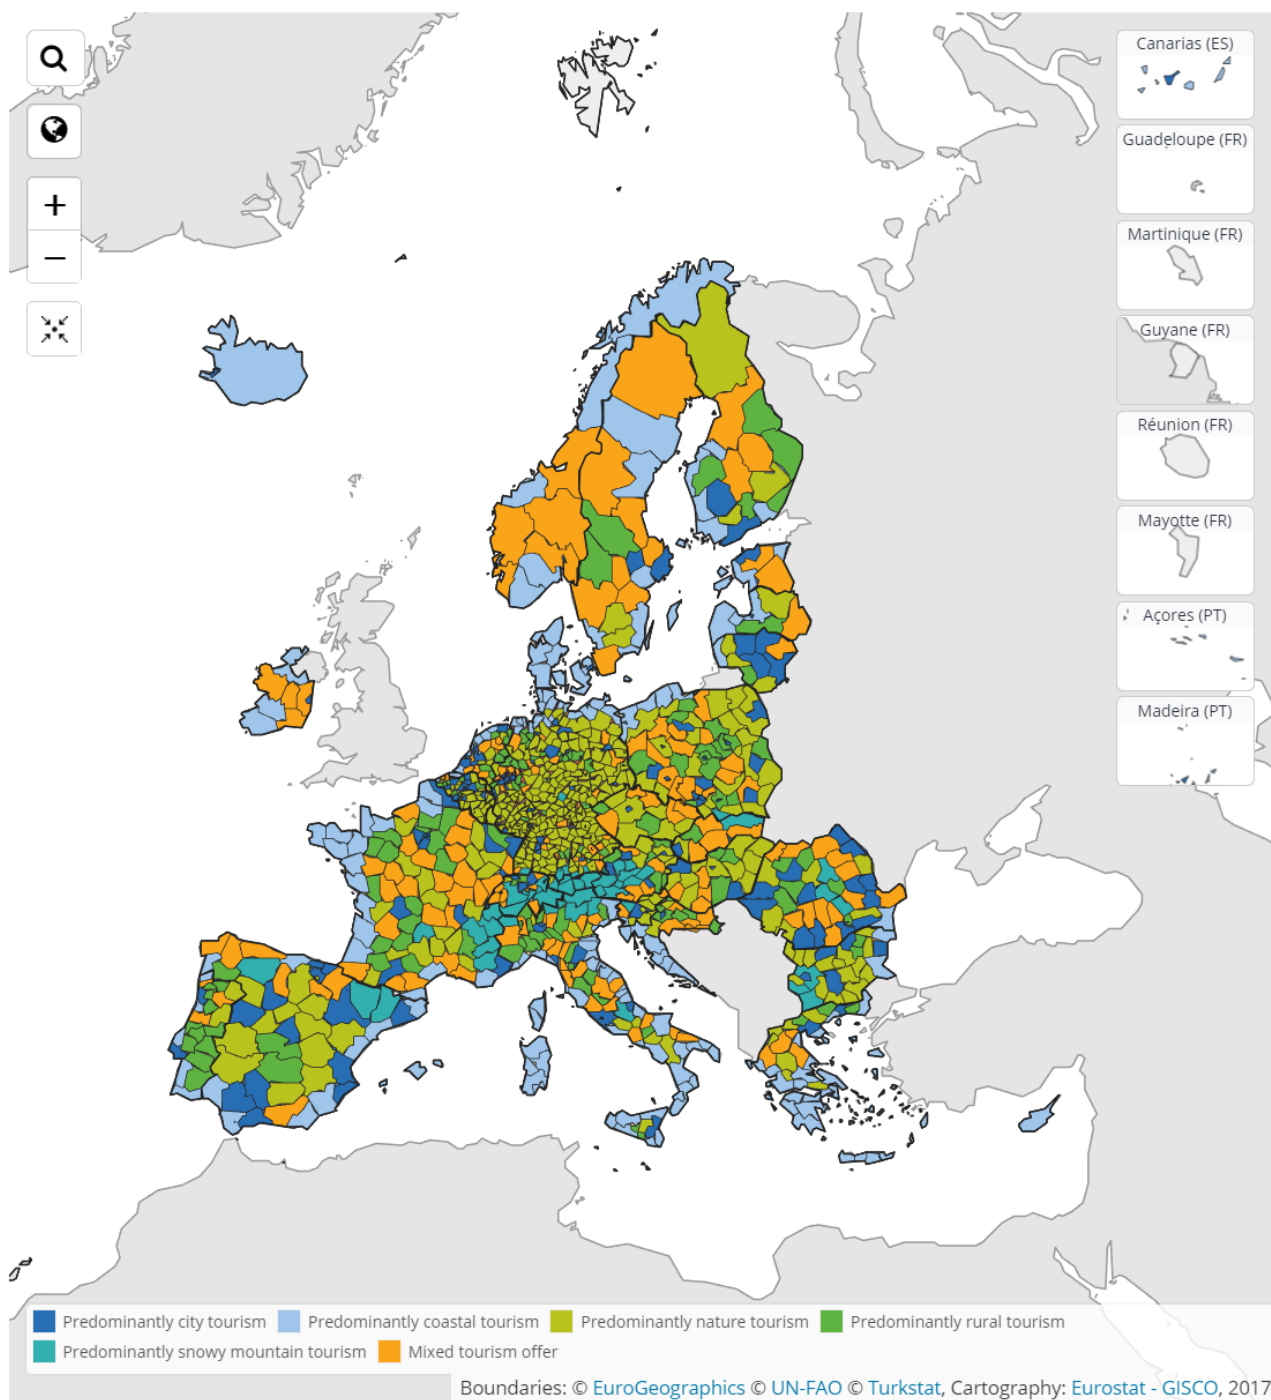 Canarias (ES)
Guadeloupe (FR)
Martinique (FR)
Guyane (FR)
Réunion (FR)
Mayotte (FR)
Açores (PT)
Madeira (PT)
+
−
Predominantly city tourism Predominantly coastal tourism Predominantly nature tourism Predominantly rural tourism
Predominantly snowy mountain tourism Mixed tourism offer
Boundaries: © EuroGeographics © UN-FAO © Turkstat, Cartography: Eurostat - GISCO, 2017